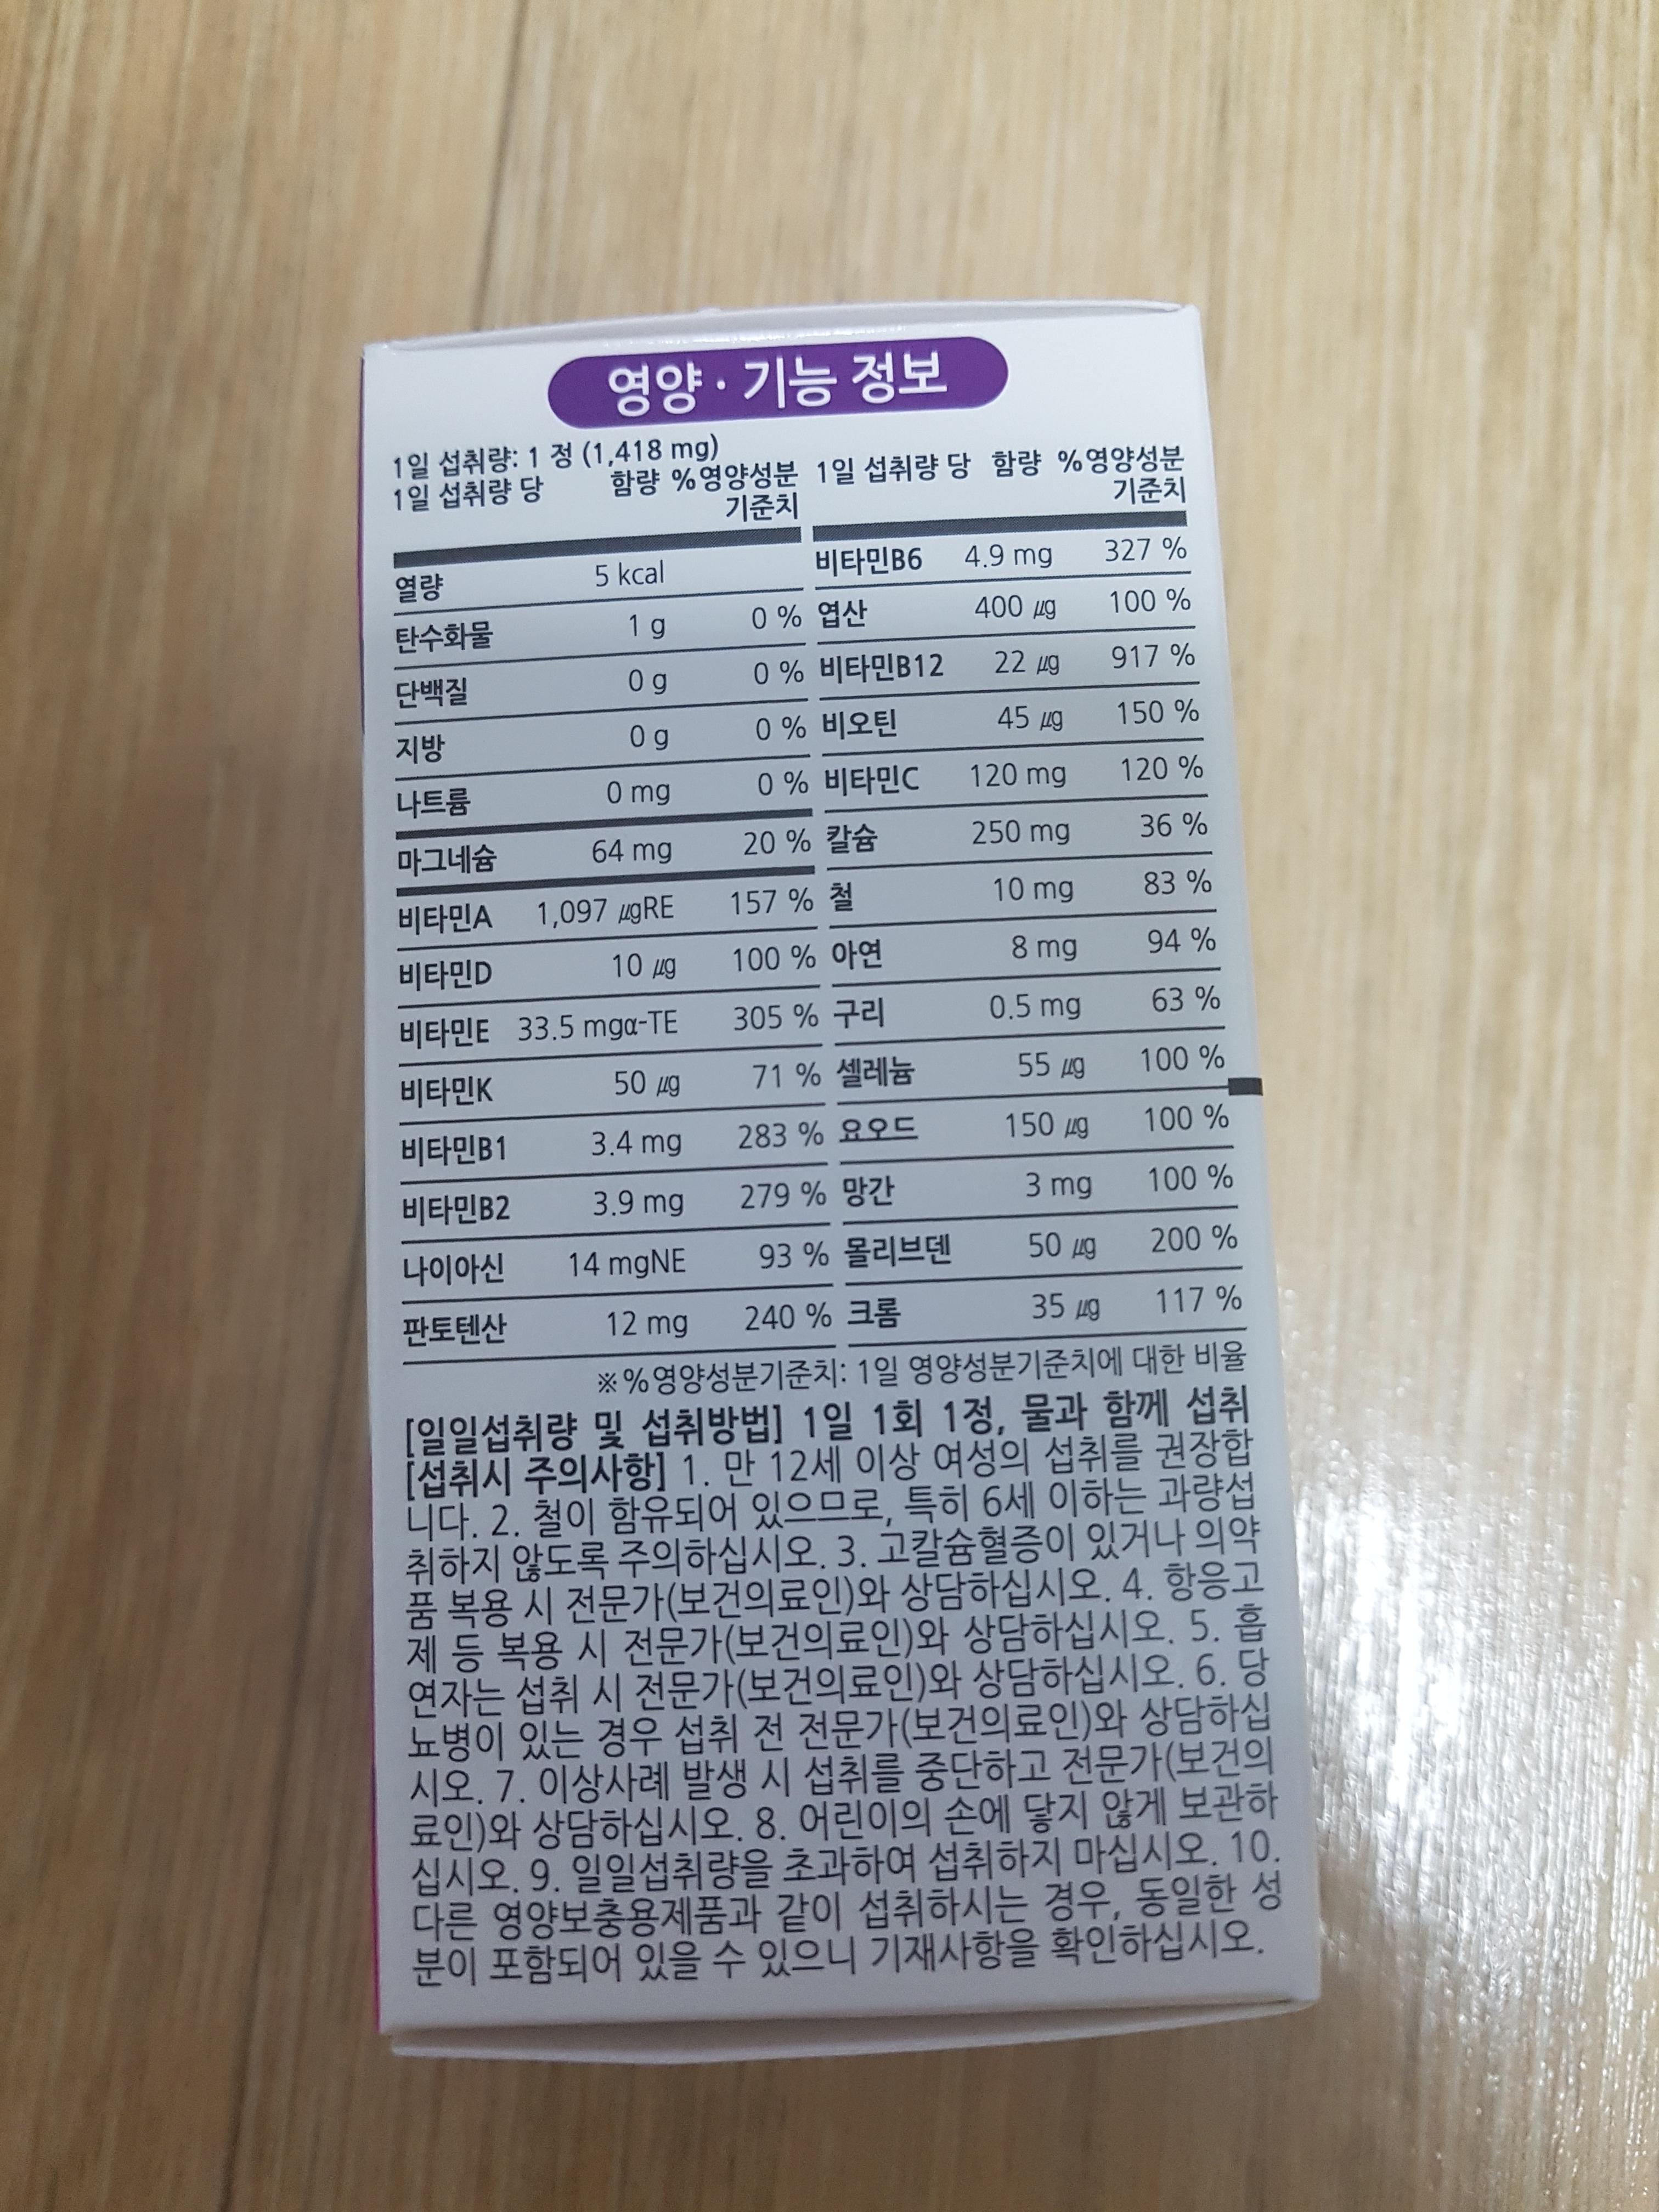 영양·기능 정보
1일 섭취량: 1 정 (1,418 mg)
1일 섭취량 당 함량 %영양성분
기준치
열량 5 kcal
탄수화물 1 g 0 %
단백질 0 g 0 %
지방 0 g 0 %
나트륨 0 mg 0 %
마그네슘 64 mg 20 %
비타민A 1,097 ㎍RE 157 %
비타민D 10 ㎍ 100 %
비타민E 33.5 mgα-TE 305 %
비타민K 50 ㎍ 71 %
비타민B1 3.4 mg 283 %
비타민B2 3.9 mg 279 %
나이아신 14 mgNE 93 %
판토텐산 12 mg 240 %
1일 섭취량 당 함량 %영양성분
기준치
비타민B6 4.9 mg 327 %
엽산 400 ㎍ 100 %
비타민B12 22 ㎍ 917 %
비오틴 45 ㎍ 150 %
비타민C 120 mg 120 %
칼슘 250 mg 36 %
철 10 mg 83 %
아연 8 mg 94 %
구리 0.5 mg 63 %
셀레늄 55 ㎍ 100 %
요오드 150 ㎍ 100 %
망간 3 mg 100 %
몰리브덴 50 ㎍ 200 %
크롬 35 ㎍ 117 %
※%영양성분기준치: 1일 영양성분기준치에 대한 비율
[일일섭취량 및 섭취방법] 1일 1회 1정, 물과 함께 섭취
[섭취시 주의사항] 1. 만 12세 이상 여성의 섭취를 권장합
니다. 2. 철이 함유되어 있으므로, 특히 6세 이하는 과량섭
취하지 않도록 주의하십시오. 3. 고칼슘혈증이 있거나 의약
품 복용 시 전문가(보건의료인)와 상담하십시오. 4. 항응고
제 등 복용 시 전문가(보건의료인)와 상담하십시오. 5. 흡
연자는 섭취 시 전문가(보건의료인)와 상담하십시오. 6. 당
뇨병이 있는 경우 섭취 전 전문가(보건의료인)와 상담하십
시오. 7. 이상사례 발생 시 섭취를 중단하고 전문가(보건의
료인)와 상담하십시오. 8. 어린이의 손에 닿지 않게 보관하
십시오. 9. 일일섭취량을 초과하여 섭취하지 마십시오. 10.
다른 영양보충용제품과 같이 섭취하시는 경우, 동일한 성
분이 포함되어 있을 수 있으니 기재사항을 확인하십시오.